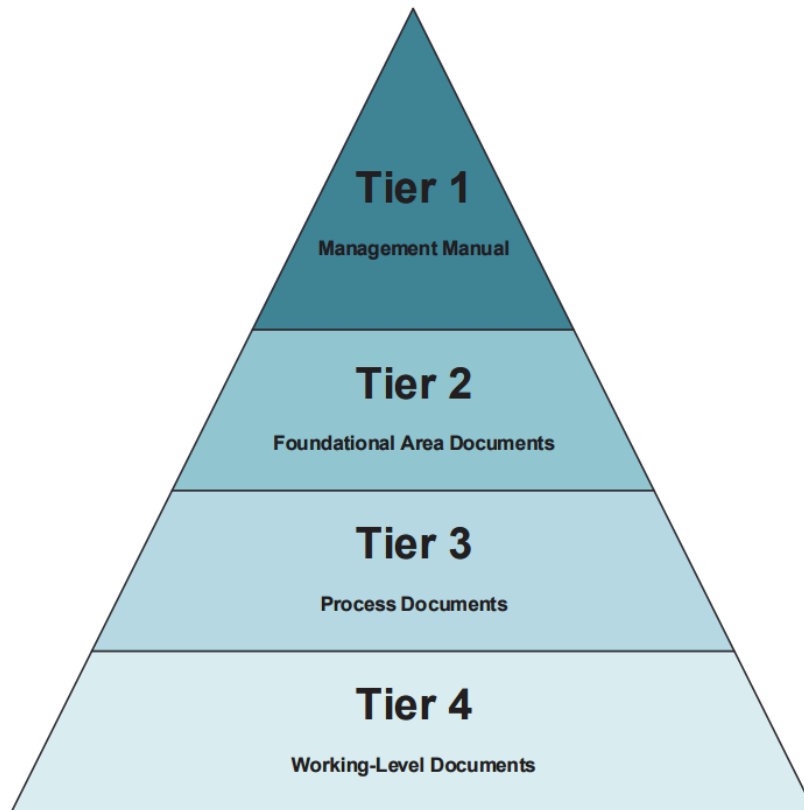 Tier 1
Management Manual
Tier 2
Foundational Area Documents
Tier 3
Process Documents
Tier 4
Working-Level Documents